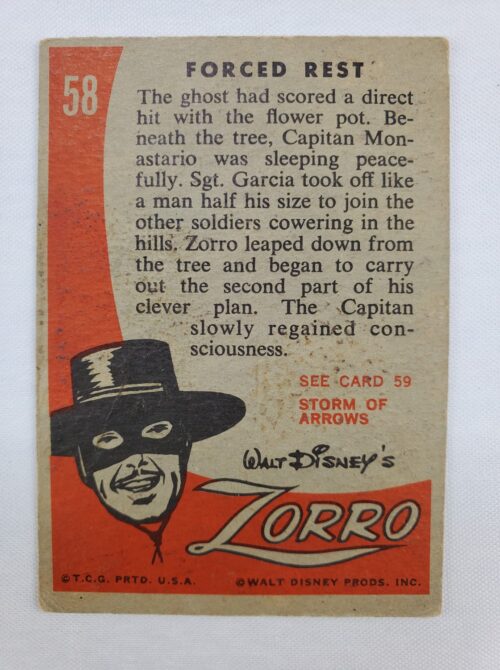 58
FORCED REST
The ghost had scored a direct
hit with the flower pot. Be-
neath the tree, Capitan Mon-
astario was sleeping peace-
fully. Sgt. Garcia took off like
a man half his size to join the
other soldiers cowering in the
hills. Zorro leaped down from
the tree and began to carry
out the second part of his
clever plan. The Capitan
slowly regained con-
sciousness.
SEE CARD 59
STORM OF
ARROWS
WALT DISNEY'S
ZORRO
© T.C.G. PRTD. U.S.A.
© WALT DISNEY PRODS. INC.